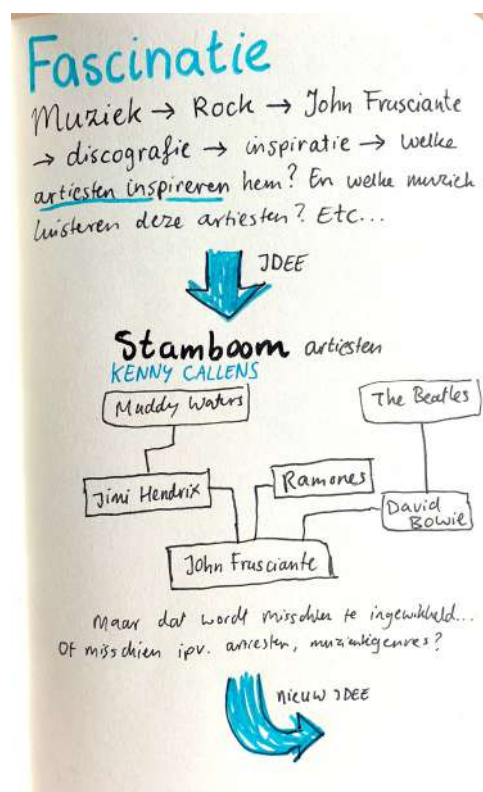 Fascinatie
Muziek → Rock → John Frusciante
→ discografie → inspiratie → welke
artiesten inspireren hem? En welke muziek
luisteren deze artiesten? Etc...
IDEE
Stamboom artiesten
KENNY CALLENS
Muddy Waters
The Beatles
Jimi Hendrix
Ramones
David
Bowie
John Frusciante
Maar dat wordt misschien te ingewikkeld...
Of misschien ipv. artiesten, muziekgenres?
NIEUW IDEE